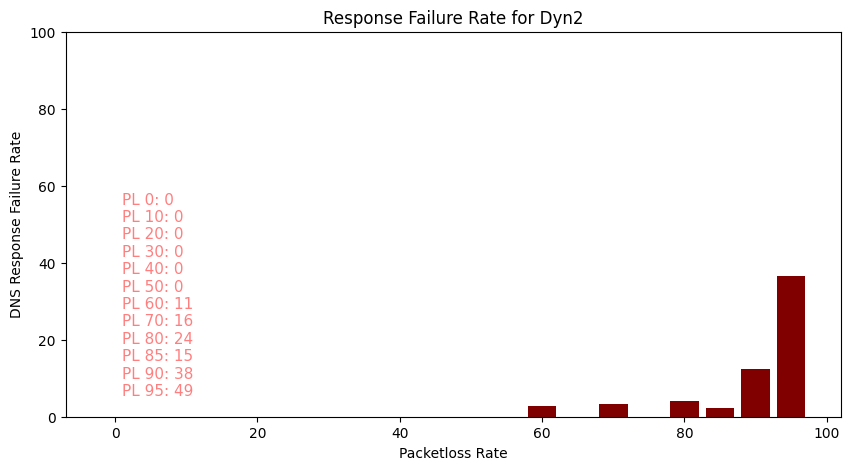 Response Failure Rate for Dyn2
100
80
60
40
20
0
DNS Response Failure Rate
PL 0: 0
PL 10: 0
PL 20: 0
PL 30: 0
PL 40: 0
PL 50: 0
PL 60: 11
PL 70: 16
PL 80: 24
PL 85: 15
PL 90: 38
PL 95: 49
0 20 40 60 80 100
Packetloss Rate